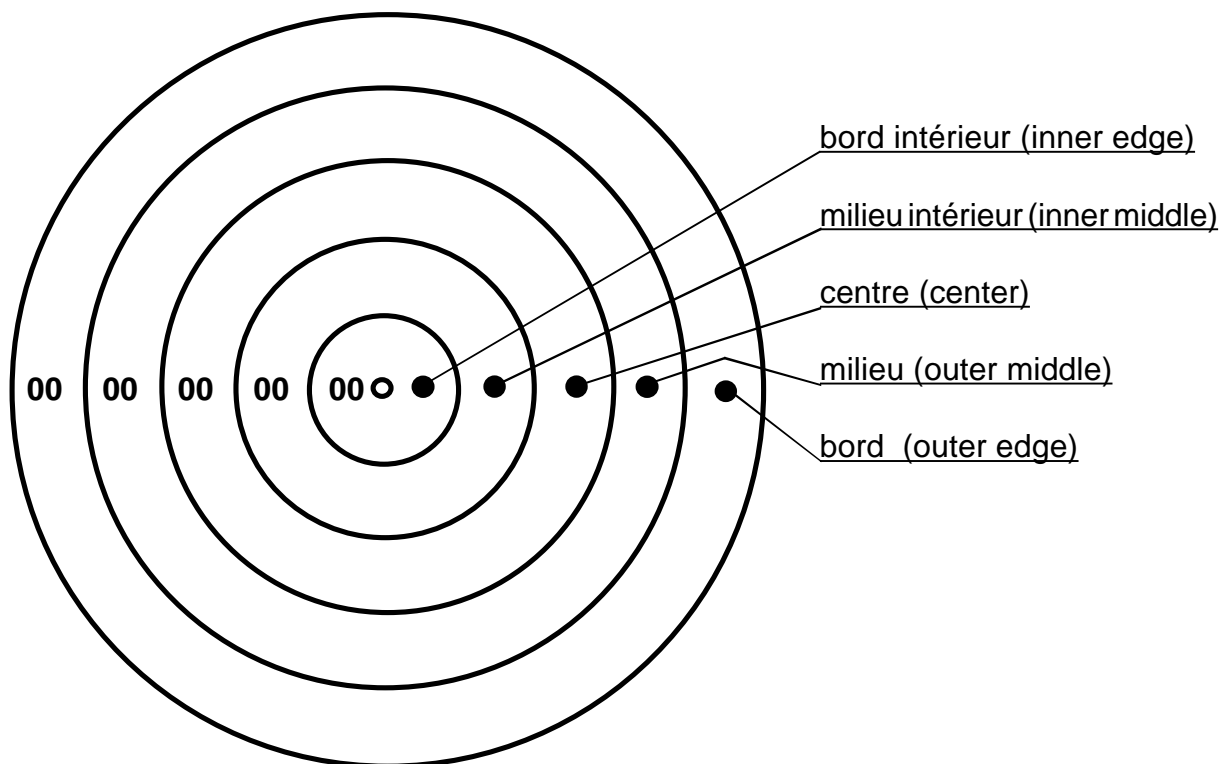 bord intérieur (inner edge)
milieu intérieur (inner middle)
centre (center)
milieu (outer middle)
00 00 00 00 00
bord (outer edge)